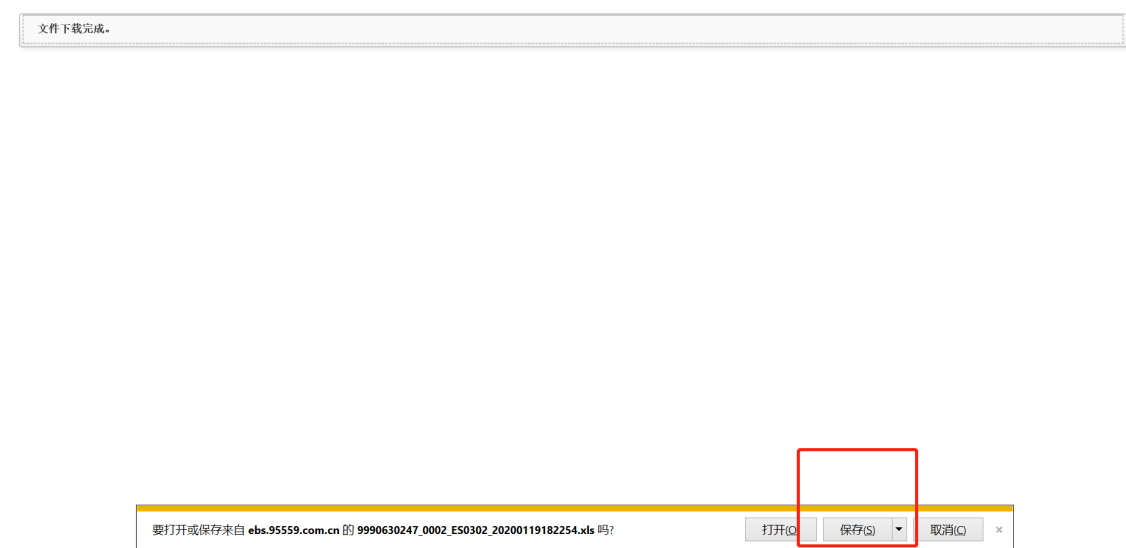 文件下载完成。
要打开或保存来自 ebs.95559.com.cn 的 9990630247_0002_ES0302_20200119182254.xls 吗? 打开(O) 保存(S) 取消(C) ×